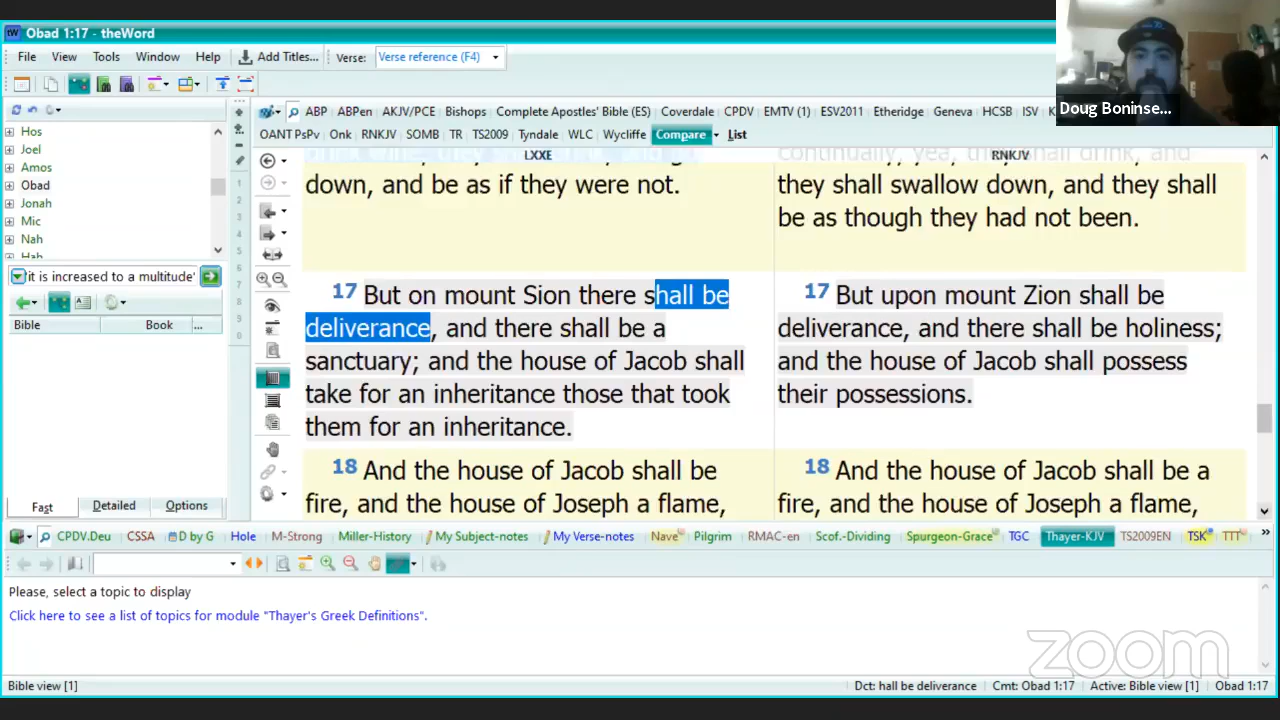 Obad 1:17 - theWord
File View Tools Window Help Add Titles... Verse: Verse reference (F4)
Doug Boninse...
ABP ABPen AKJV/PCE Bishops Complete Apostles' Bible (ES) Coverdale CPDV EMTV (1) ESV2011 Etheridge Geneva HCSB ISV K
OANT PsPv Onk RNKJV SOMB TR TS2009 Tyndale WLC Wycliffe Compare List
Hos
Joel
Amos
Obad
Jonah
Mic
Nah
Hab
it is increased to a multitude'
Bible Book ...
Fast Detailed Options
LXXE
down, and be as if they were not.
17 But on mount Sion there shall be
deliverance, and there shall be a
sanctuary; and the house of Jacob shall
take for an inheritance those that took
them for an inheritance.
18 And the house of Jacob shall be
fire, and the house of Joseph a flame,
RNKJV
continually, yea, they shall drink, and
they shall swallow down, and they shall
be as though they had not been.
17 But upon mount Zion shall be
deliverance, and there shall be holiness;
and the house of Jacob shall possess
their possessions.
18 And the house of Jacob shall be a
fire, and the house of Joseph a flame,
CPDV.Deu CSSA D by G Hole M-Strong Miller-History My Subject-notes My Verse-notes Nave Pilgrim RMAC-en Scof.-Dividing Spurgeon-Grace TGC Thayer-KJV TS2009EN TSK TTT
Please, select a topic to display
Click here to see a list of topics for module "Thayer's Greek Definitions".
zoom
Bible view [1] Dct: hall be deliverance Cmt: Obad 1:17 Active: Bible view [1] Obad 1:17